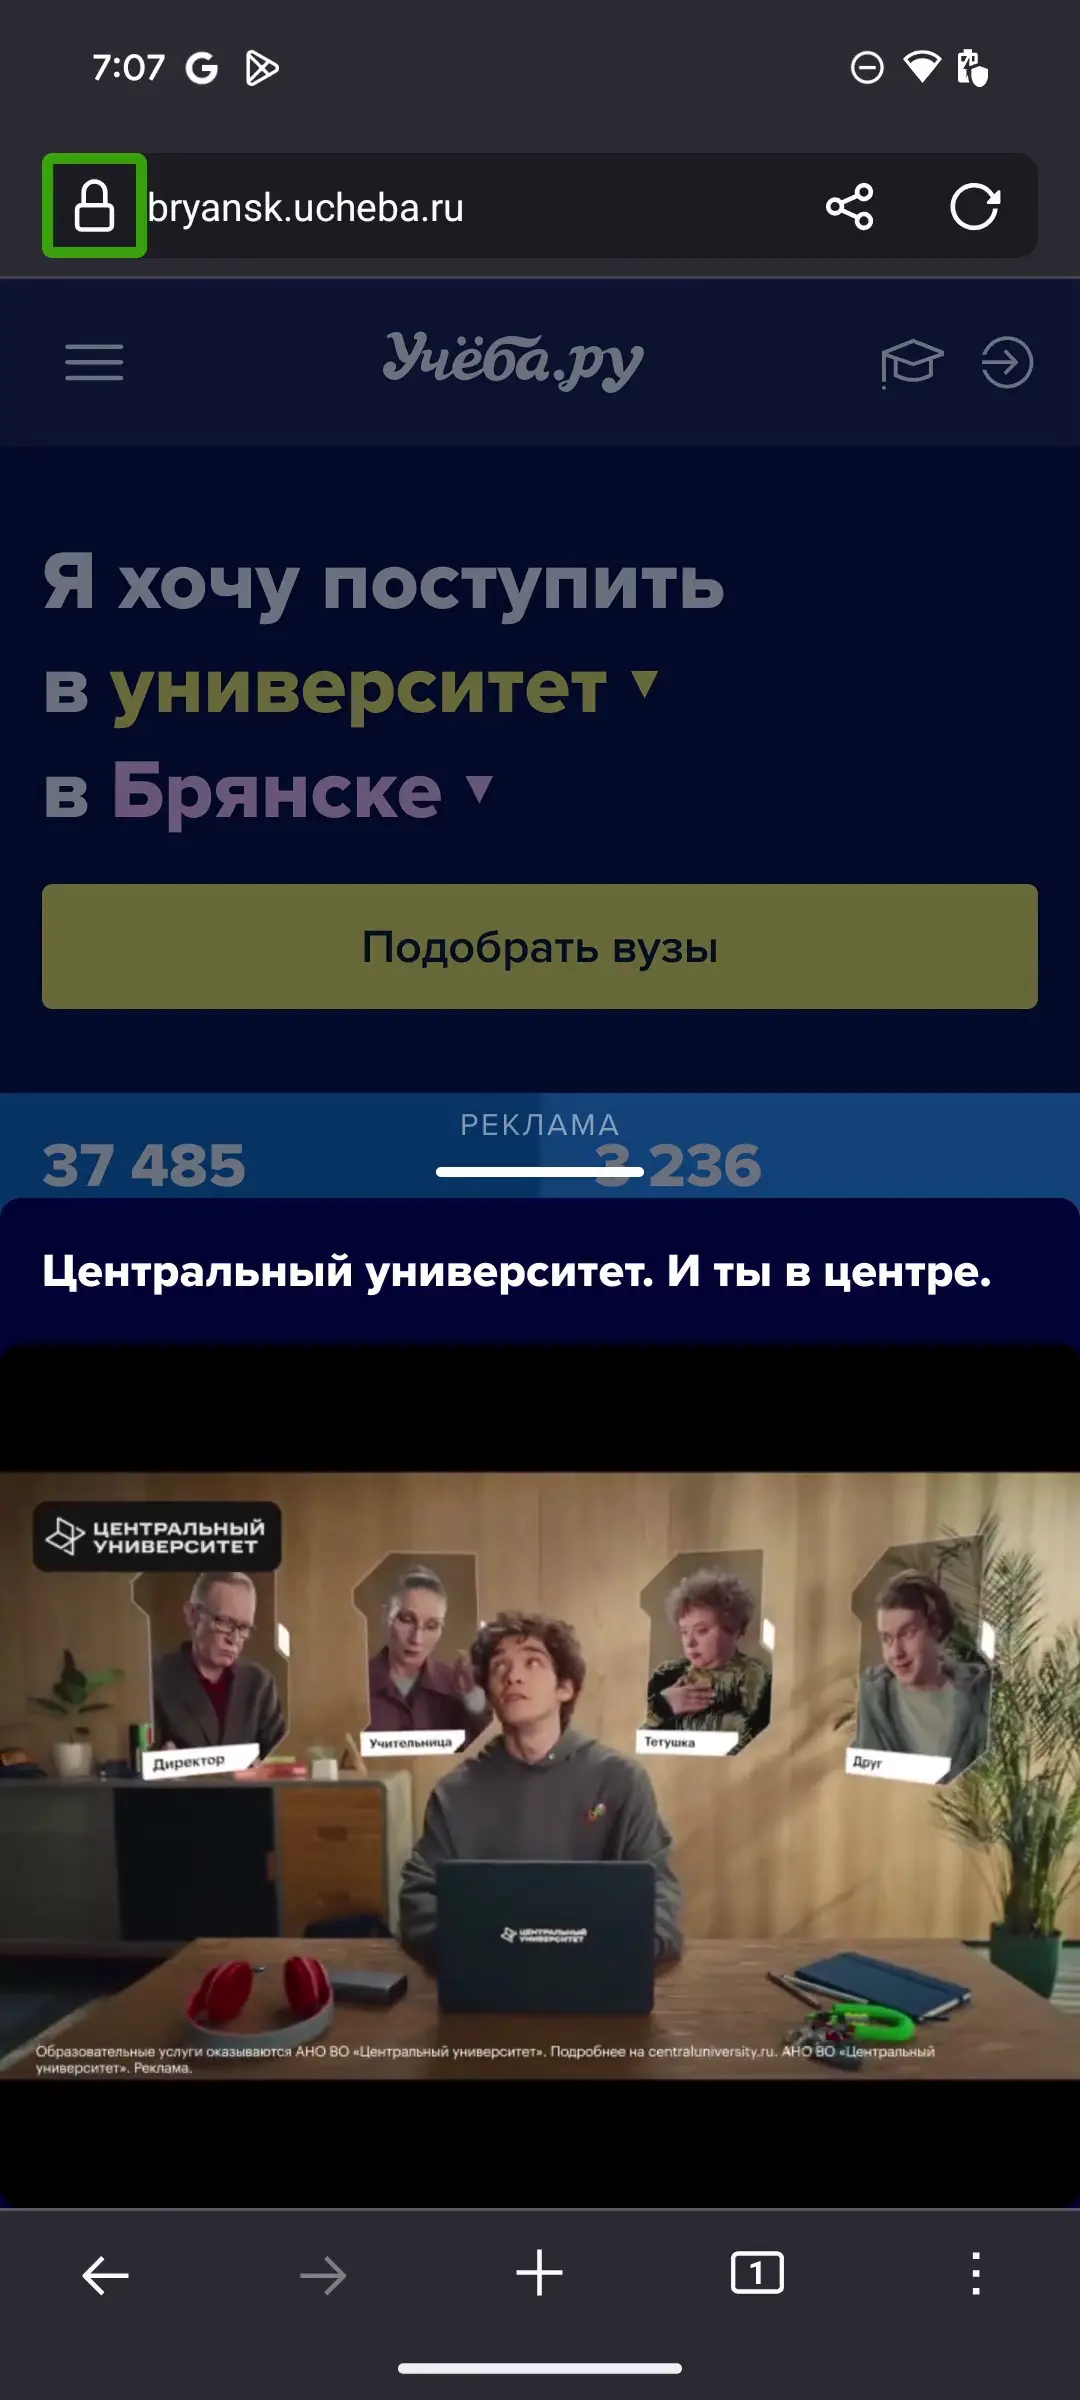 7:07
bryansk.ucheba.ru
Учёба.ру
Я хочу поступить
в университет
в Брянске
Подобрать вузы
РЕКЛАМА
37 485
3 236
Центральный университет. И ты в центре.
ЦЕНТРАЛЬНЫЙ
УНИВЕРСИТЕТ
Директор
Учительница
Тетушка
Друг
ЦЕНТРАЛЬНЫЙ
УНИВЕРСИТЕТ
Образовательные услуги оказываются АНО ВО «Центральный университет». Подробнее на centraluniversity.ru. АНО ВО «Центральный
университет». Реклама.
1